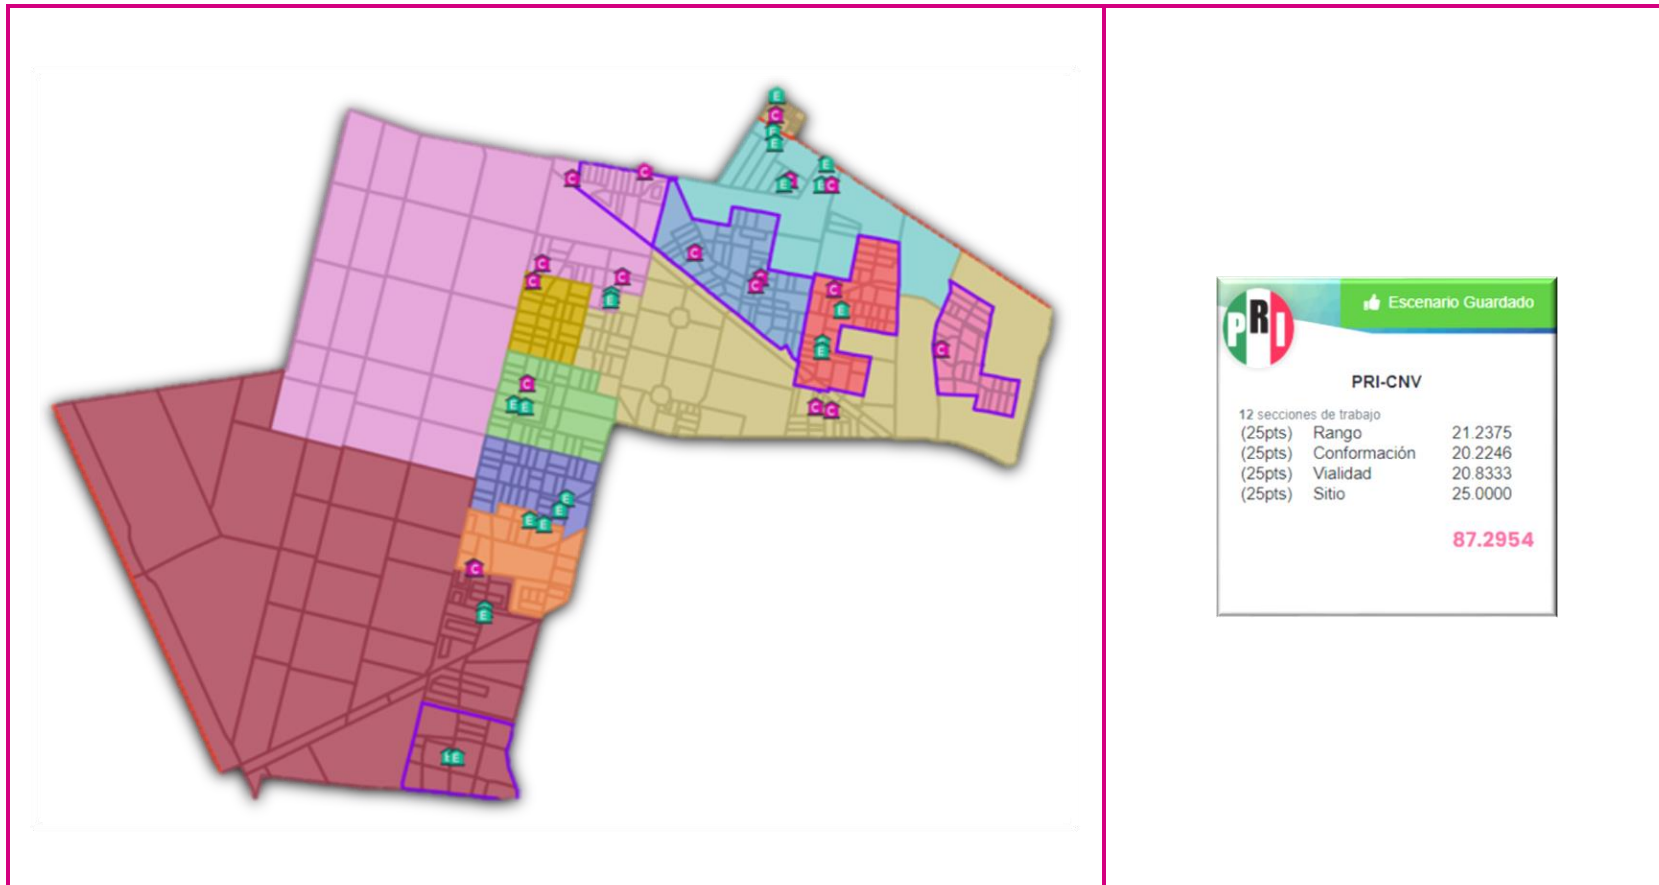 E
C
E
E
E
E
C
E
C
C
C
C
C
C
C
C
C
C
E
E
E
E
C
C
C
C
E
E
E
E
E
E
C
E
E
E
PRI
Escenario Guardado
PRI-CNV
12 secciones de trabajo
(25pts) Rango 21.2375
(25pts) Conformación 20.2246
(25pts) Vialidad 20.8333
(25pts) Sitio 25.0000
87.2954